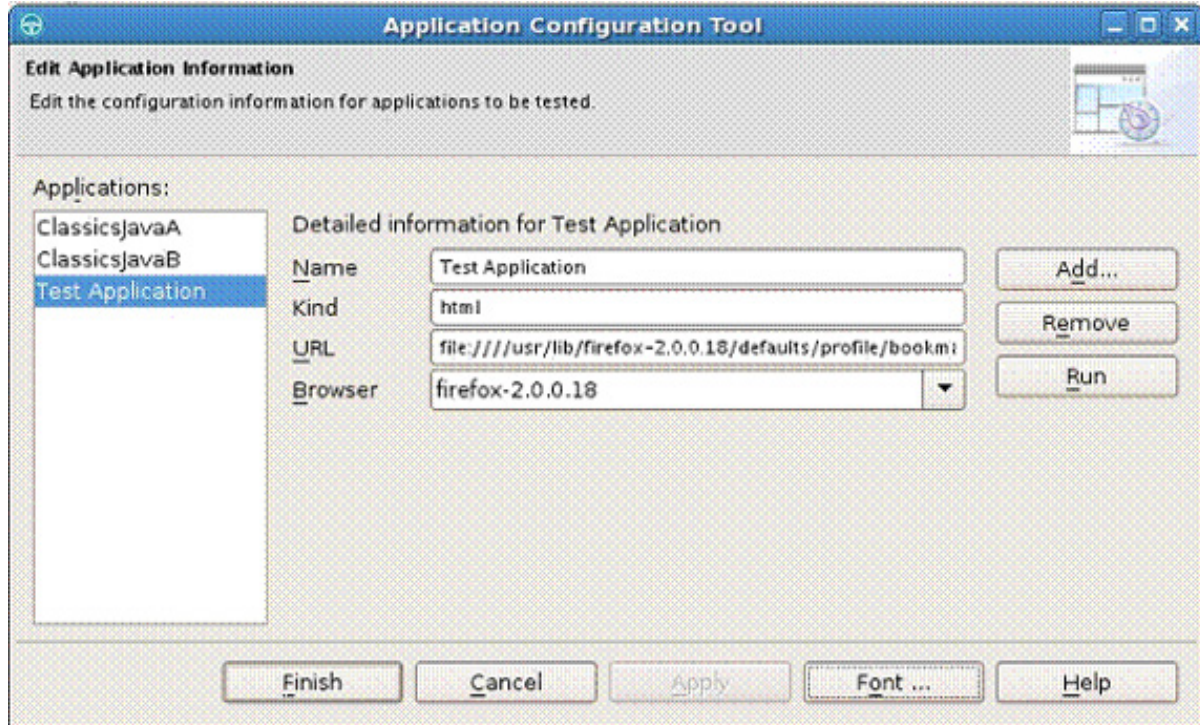 Application Configuration Tool
Edit Application Information
Edit the configuration information for applications to be tested.
Applications:
ClassicsJavaA
ClassicsJavaB
Test Application
Detailed information for Test Application
Name
Test Application
Kind
html
URL
file:////usr/lib/firefox-2.0.0.18/defaults/profile/bookma
Browser
firefox-2.0.0.18
Add...
Remove
Run
Finish
Cancel
Apply
Font ...
Help